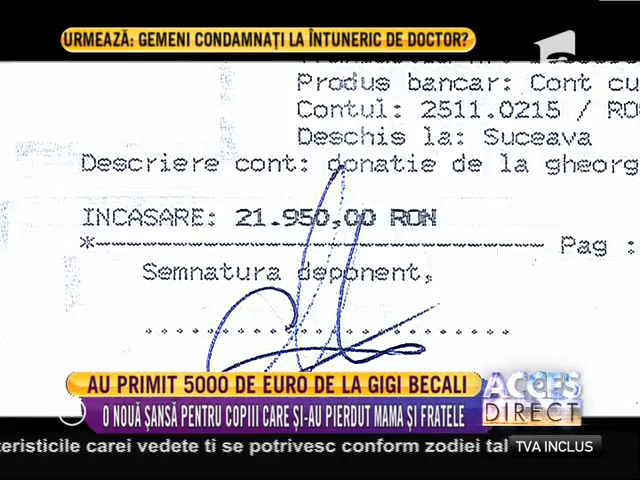 URMEAZĂ: GEMENI CONDAMNAȚI LA ÎNTUNERIC DE DOCTOR?
Produs bancar: Cont cu
Contul: 2511.0215 / RO
Deschis la: Suceava
Descriere cont: donatie de la gheorg
INCASARE: 21.950,00 RON
*------------------------------------ Pag :
Semnatura deponent,
..............................
AU PRIMIT 5000 DE EURO DE LA GIGI BECALI
O NOUĂ ȘANSĂ PENTRU COPIII CARE ȘI-AU PIERDUT MAMA ȘI FRATELE
ACCES
DIRECT
teristicile carei vedete ti se potrivesc conform zodiei tal
TVA INCLUS